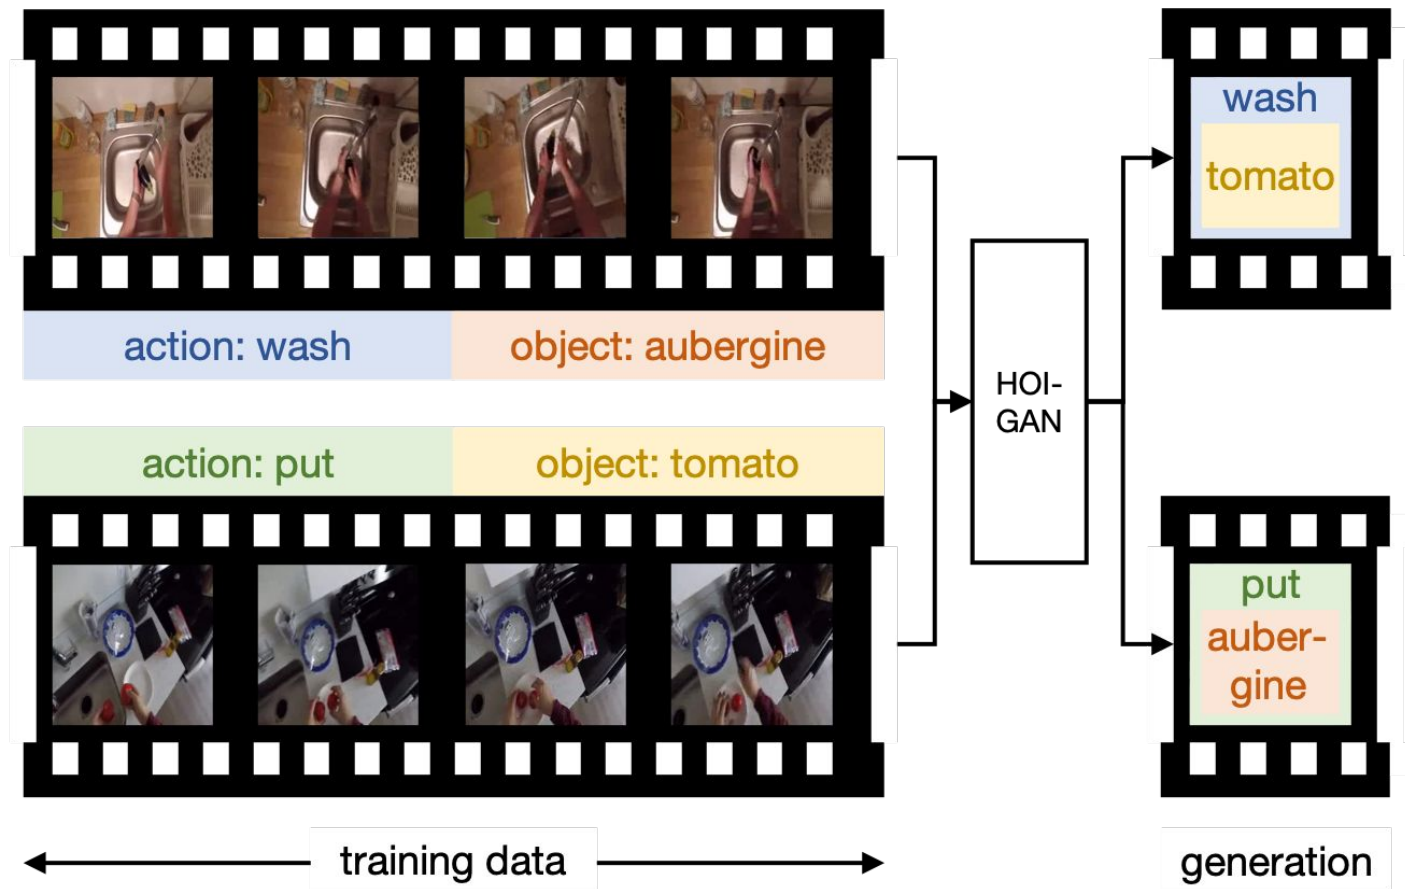 action: wash
object: aubergine
action: put
object: tomato
training data
HOI-
GAN
wash
tomato
put
auber-
gine
generation